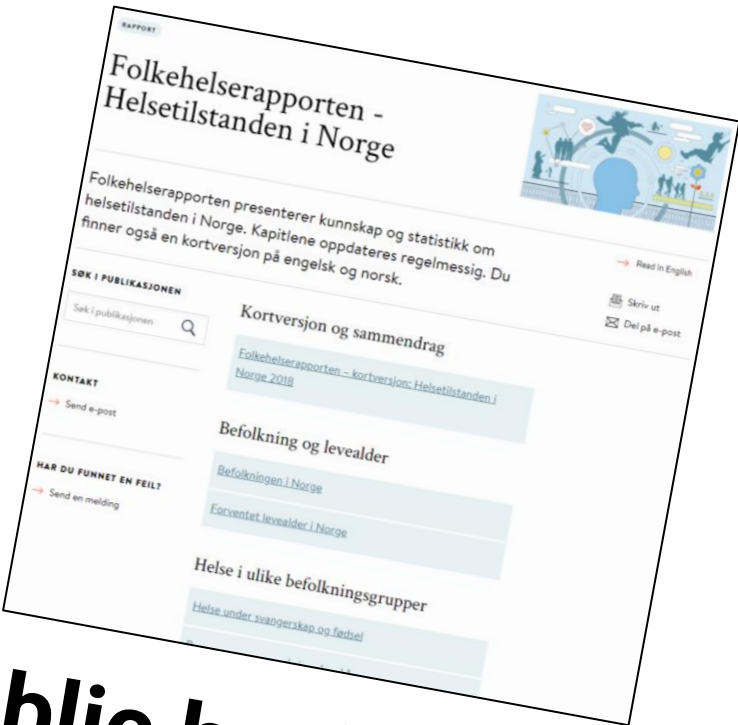 RAPPORT
Folkehelserapporten -
Helsetilstanden i Norge
Folkehelserapporten presenterer kunnskap og statistikk om
helsetilstanden i Norge. Kapitlene oppdateres regelmessig. Du
finner også en kortversjon på engelsk og norsk.
→ Read in English
Skriv ut
Del på e-post
SØK I PUBLIKASJONEN
Søk i publikasjonen
KONTAKT
→ Send e-post
HAR DU FUNNET EN FEIL?
→ Send en melding
Kortversjon og sammendrag
Folkehelserapporten – kortversjon: Helsetilstanden i
Norge 2018
Befolkning og levealder
Befolkningen i Norge
Forventet levealder i Norge
Helse i ulike befolkningsgrupper
Helse under svangerskap og fødsel